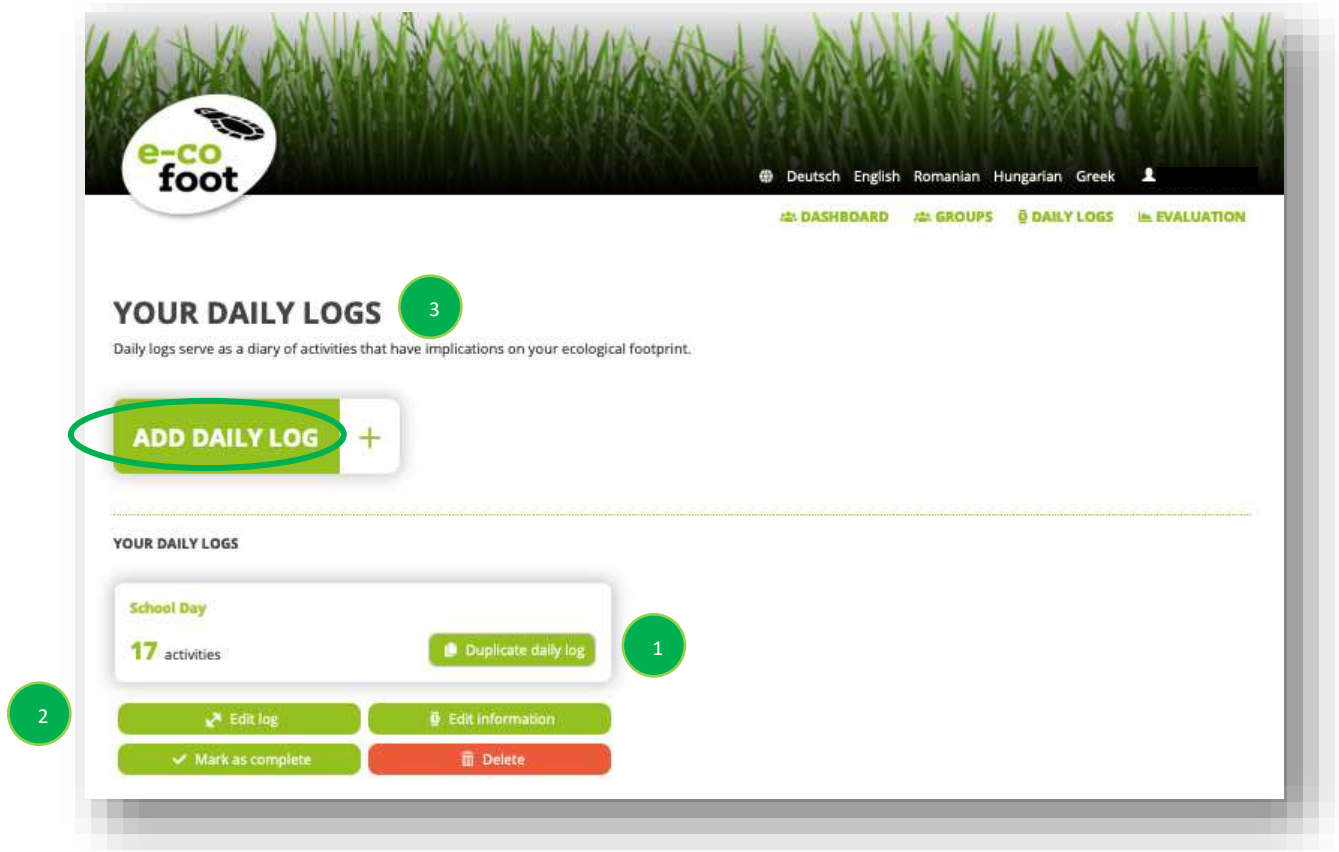 e-co
foot
Deutsch English Romanian Hungarian Greek
DASHBOARD GROUPS DAILY LOGS EVALUATION
YOUR DAILY LOGS 3
Daily logs serve as a diary of activities that have implications on your ecological footprint.
ADD DAILY LOG +
YOUR DAILY LOGS
School Day
17 activities Duplicate daily log 1
2 Edit log Edit information
Mark as complete Delete